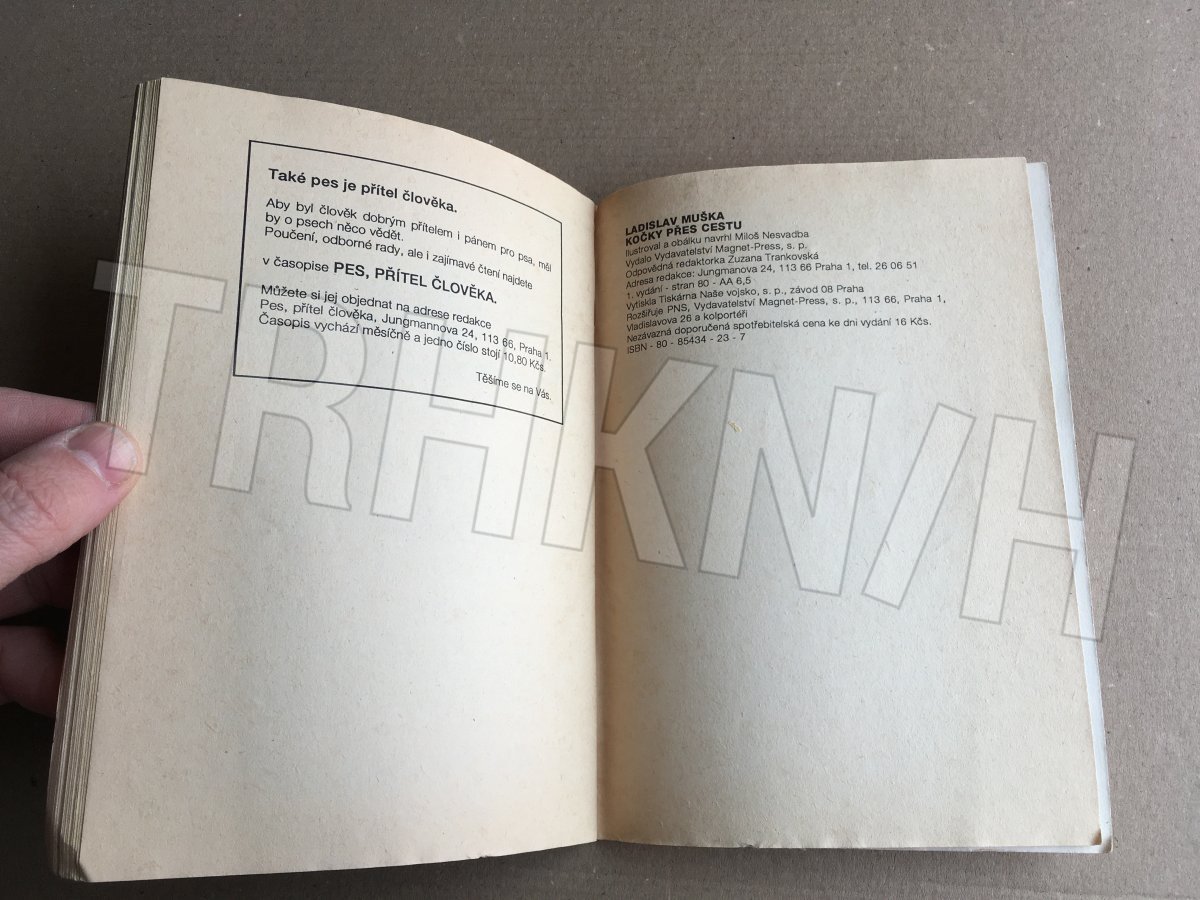 Také pes je přítel člověka.
Aby byl člověk dobrým přítelem i pánem pro psa, měl
by o psech něco vědět.
Poučení, odborné rady, ale i zajímavé čtení najdete
v časopise PES, PŘÍTEL ČLOVĚKA.
Můžete si jej objednat na adrese redakce
Pes, přítel člověka, Jungmannova 24, 113 66, Praha 1.
Časopis vychází měsíčně a jedno číslo stojí 10,80 Kčs.
Těšíme se na Vás.
LADISLAV MUŠKA
KOČKY PŘES CESTU
Ilustroval a obálku navrhl Miloš Nesvadba
Vydalo Vydavatelství Magnet-Press, s. p.
Odpovědná redaktorka Zuzana Trankovská
Adresa redakce: Jungmanova 24, 113 66 Praha 1, tel. 26 06 51
1. vydání - stran 80 - AA 6,5
Vytiskla Tiskárna Naše vojsko, s. p., závod 08 Praha
Rozšiřuje PNS, Vydavatelství Magnet-Press, s. p., 113 66, Praha 1,
Vladislavova 26 a kolportéři
Nezávazná doporučená spotřebitelská cena ke dni vydání 16 Kčs.
ISBN - 80 - 85434 - 23 - 7
TRHKNIH